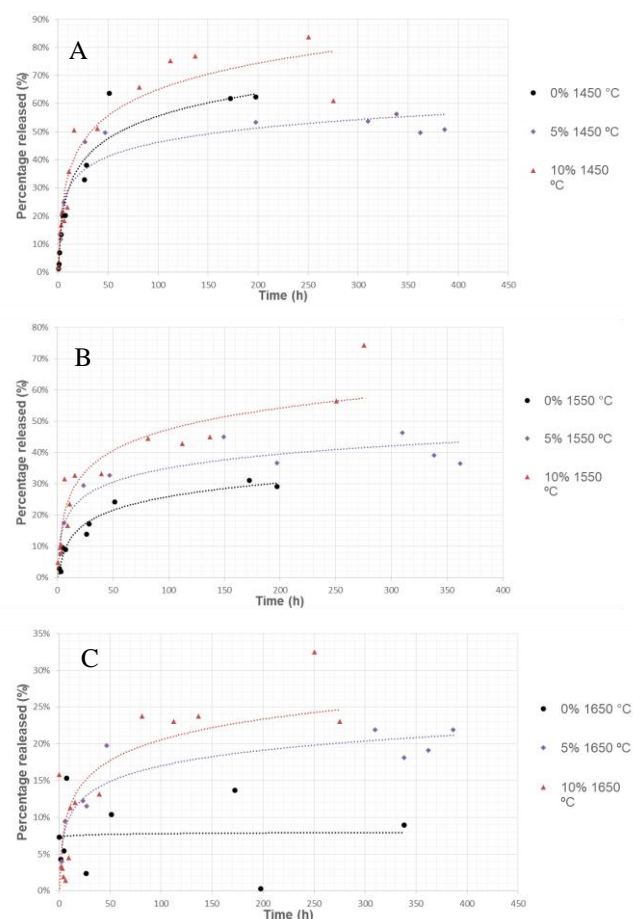 A
90%
80%
70%
60%
50%
40%
30%
20%
10%
0%
Percentage released (%)
0 50 100 150 200 250 300 350 400 450
Time (h)
0% 1450 °C
5% 1450 ºC
10% 1450
ºC
B
80%
70%
60%
50%
40%
30%
20%
10%
0%
Percentage released (%)
0 50 100 150 200 250 300 350 400
Time (h)
0% 1550 °C
5% 1550 ºC
10% 1550
ºC
C
35%
30%
25%
20%
15%
10%
5%
0%
Percentage realeased (%)
0 50 100 150 200 250 300 350 400 450
Time (h)
0% 1650 °C
5% 1650 ºC
10% 1650
ºC